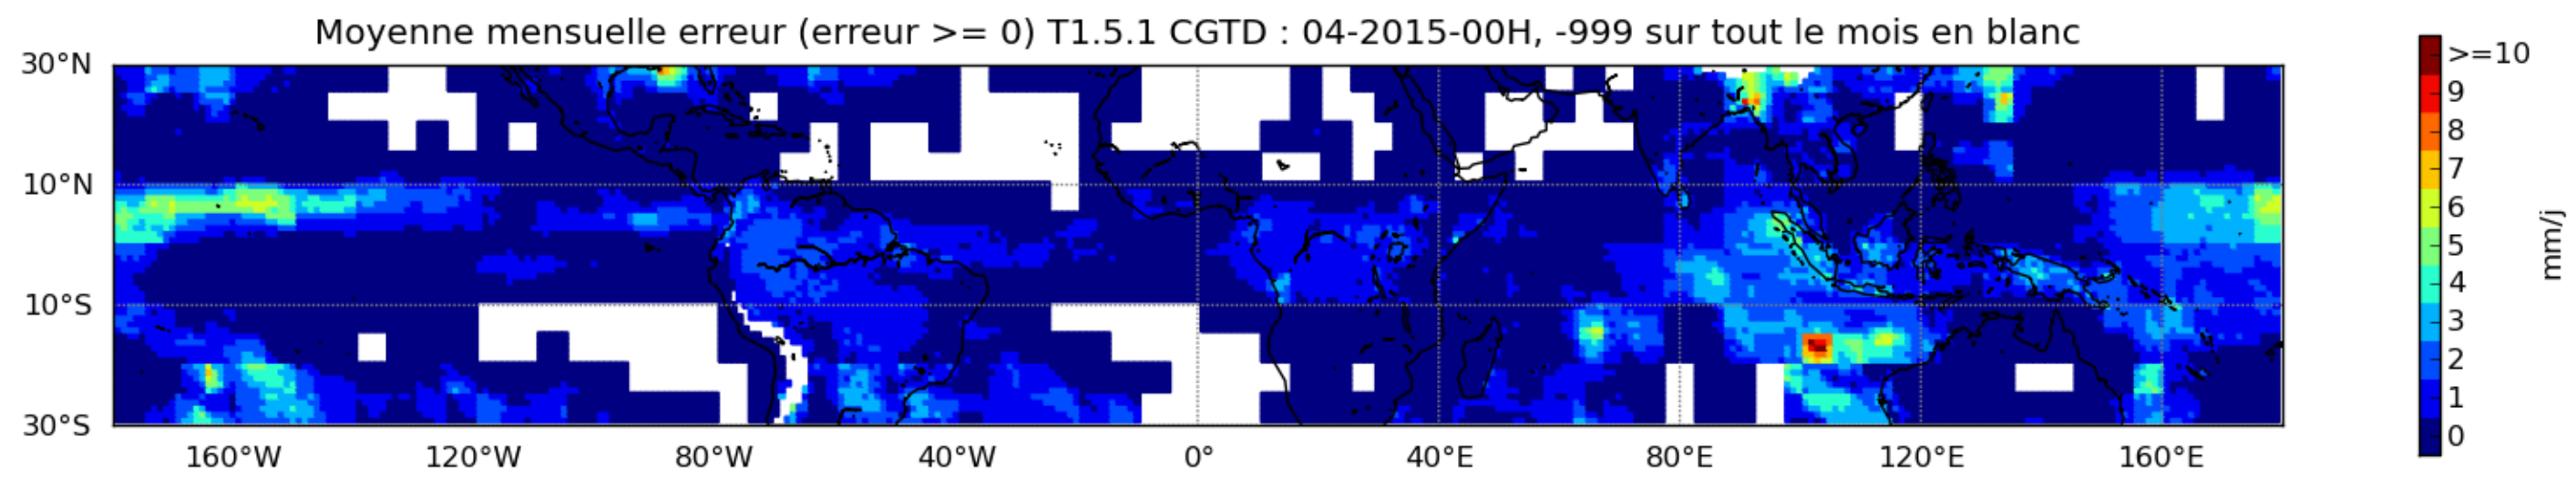 Moyenne mensuelle erreur (erreur >= 0) T1.5.1 CGTD : 04-2015-00H, -999 sur tout le mois en blanc
30°N
10°N
10°S
30°S
160°W 120°W 80°W 40°W 0° 40°E 80°E 120°E 160°E
>=10
9
8
7
6
5
4
3
2
1
0
mm/j